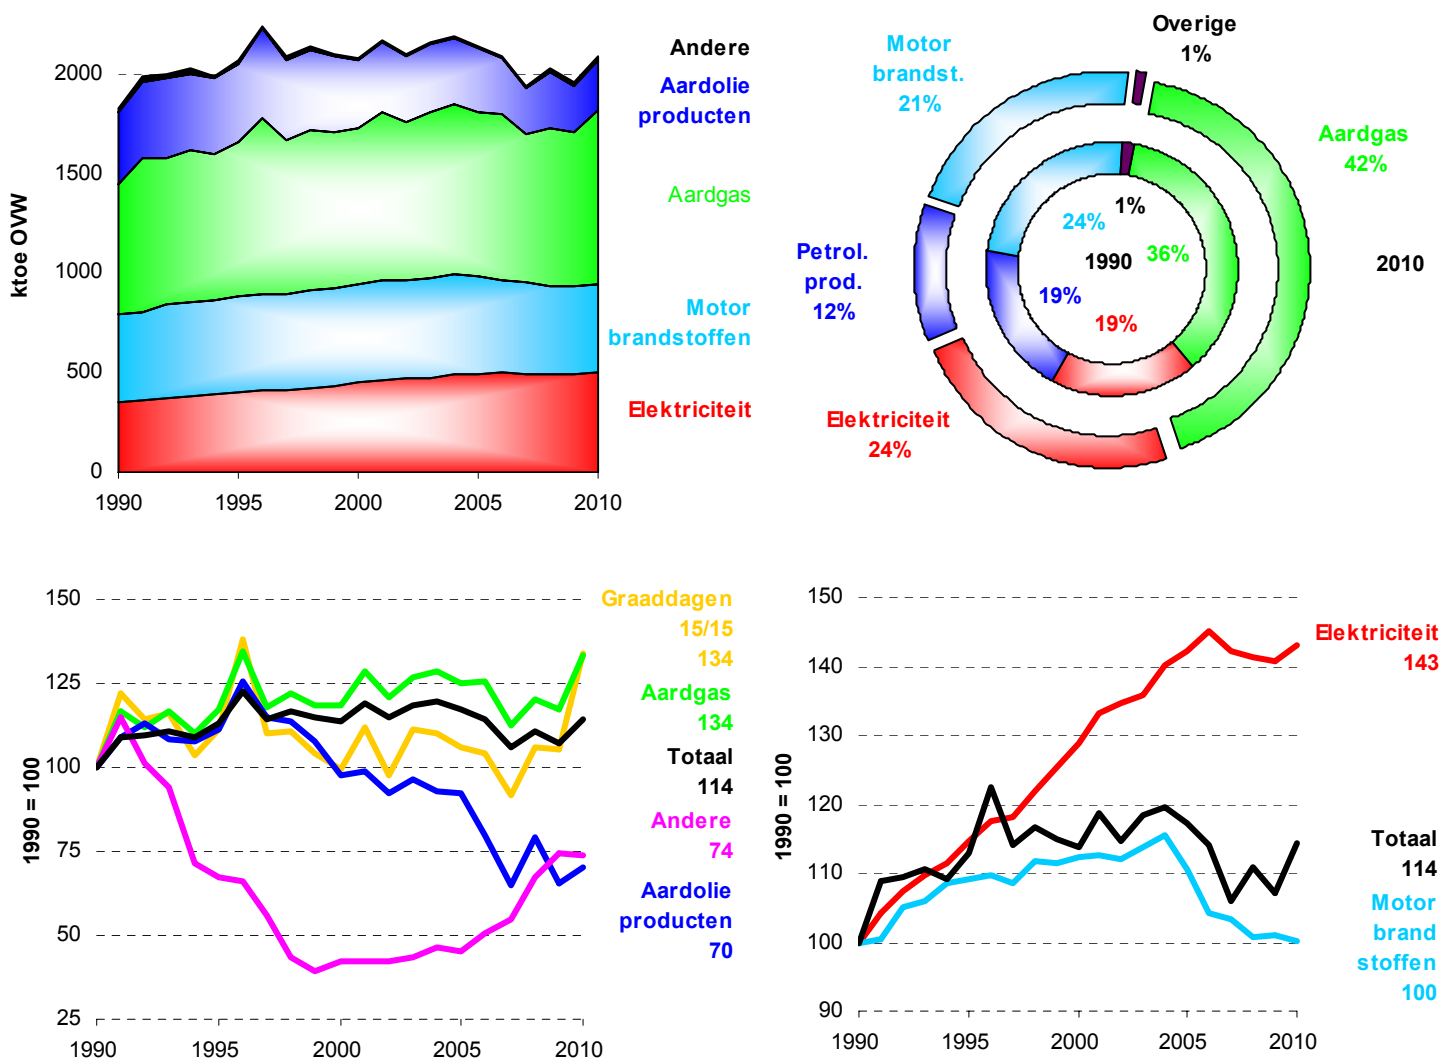 ktoe OVW
2000
1500
1000
500
0
1990
1995
2000
2005
2010
Andere
Aardolie
producten
Aardgas
Motor
brandstoffen
Elektriciteit
Overige
1%
Motor
brandst.
21%
Aardgas
42%
Petrol.
prod.
12%
Elektriciteit
24%
1%
24%
36%
1990
19%
19%
2010
1990 = 100
150
125
100
75
50
25
1990
1995
2000
2005
2010
Graaddagen
15/15
134
Aardgas
134
Totaal
114
Andere
74
Aardolie
producten
70
1990 = 100
150
140
130
120
110
100
90
1990
1995
2000
2005
2010
Elektriciteit
143
Totaal
114
Motor
brand
stoffen
100